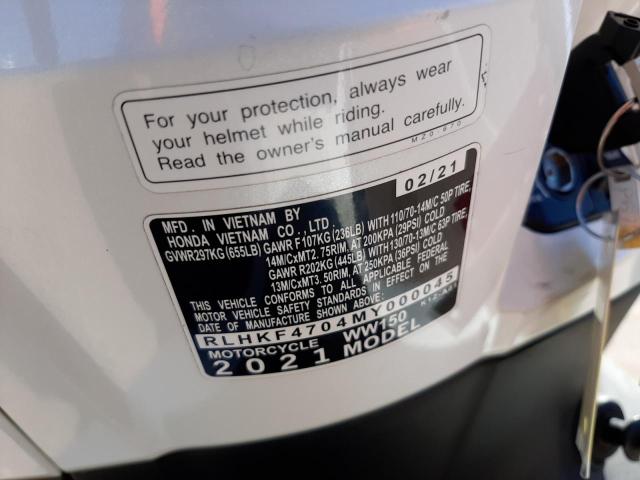 For your protection, always wear
your helmet while riding.
Read the owner's manual carefully.
MZ0.870
02/21
MFD. IN VIETNAM BY
HONDA VIETNAM CO., LTD.
GVWR297KG (655LB) GAWR F107KG (236LB) WITH 110/70-14M/C 50P TIRE,
14M/CxMT2. 75RIM, AT 200KPA (29PSI) COLD
GAWR R202KG (445LB) WITH 130/70-13M/C 63P TIRE,
13M/CxMT3. 50RIM, AT 250KPA (36PSI) COLD
THIS VEHICLE CONFORMS TO ALL APPLICABLE FEDERAL
MOTOR VEHICLE SAFETY STANDARDS IN EFFECT ON THE
DATE OF MANUFACTURE SHOWN ABOVE.
RLHKF4704MY000045
MOTORCYCLE WW150
2021 MODEL